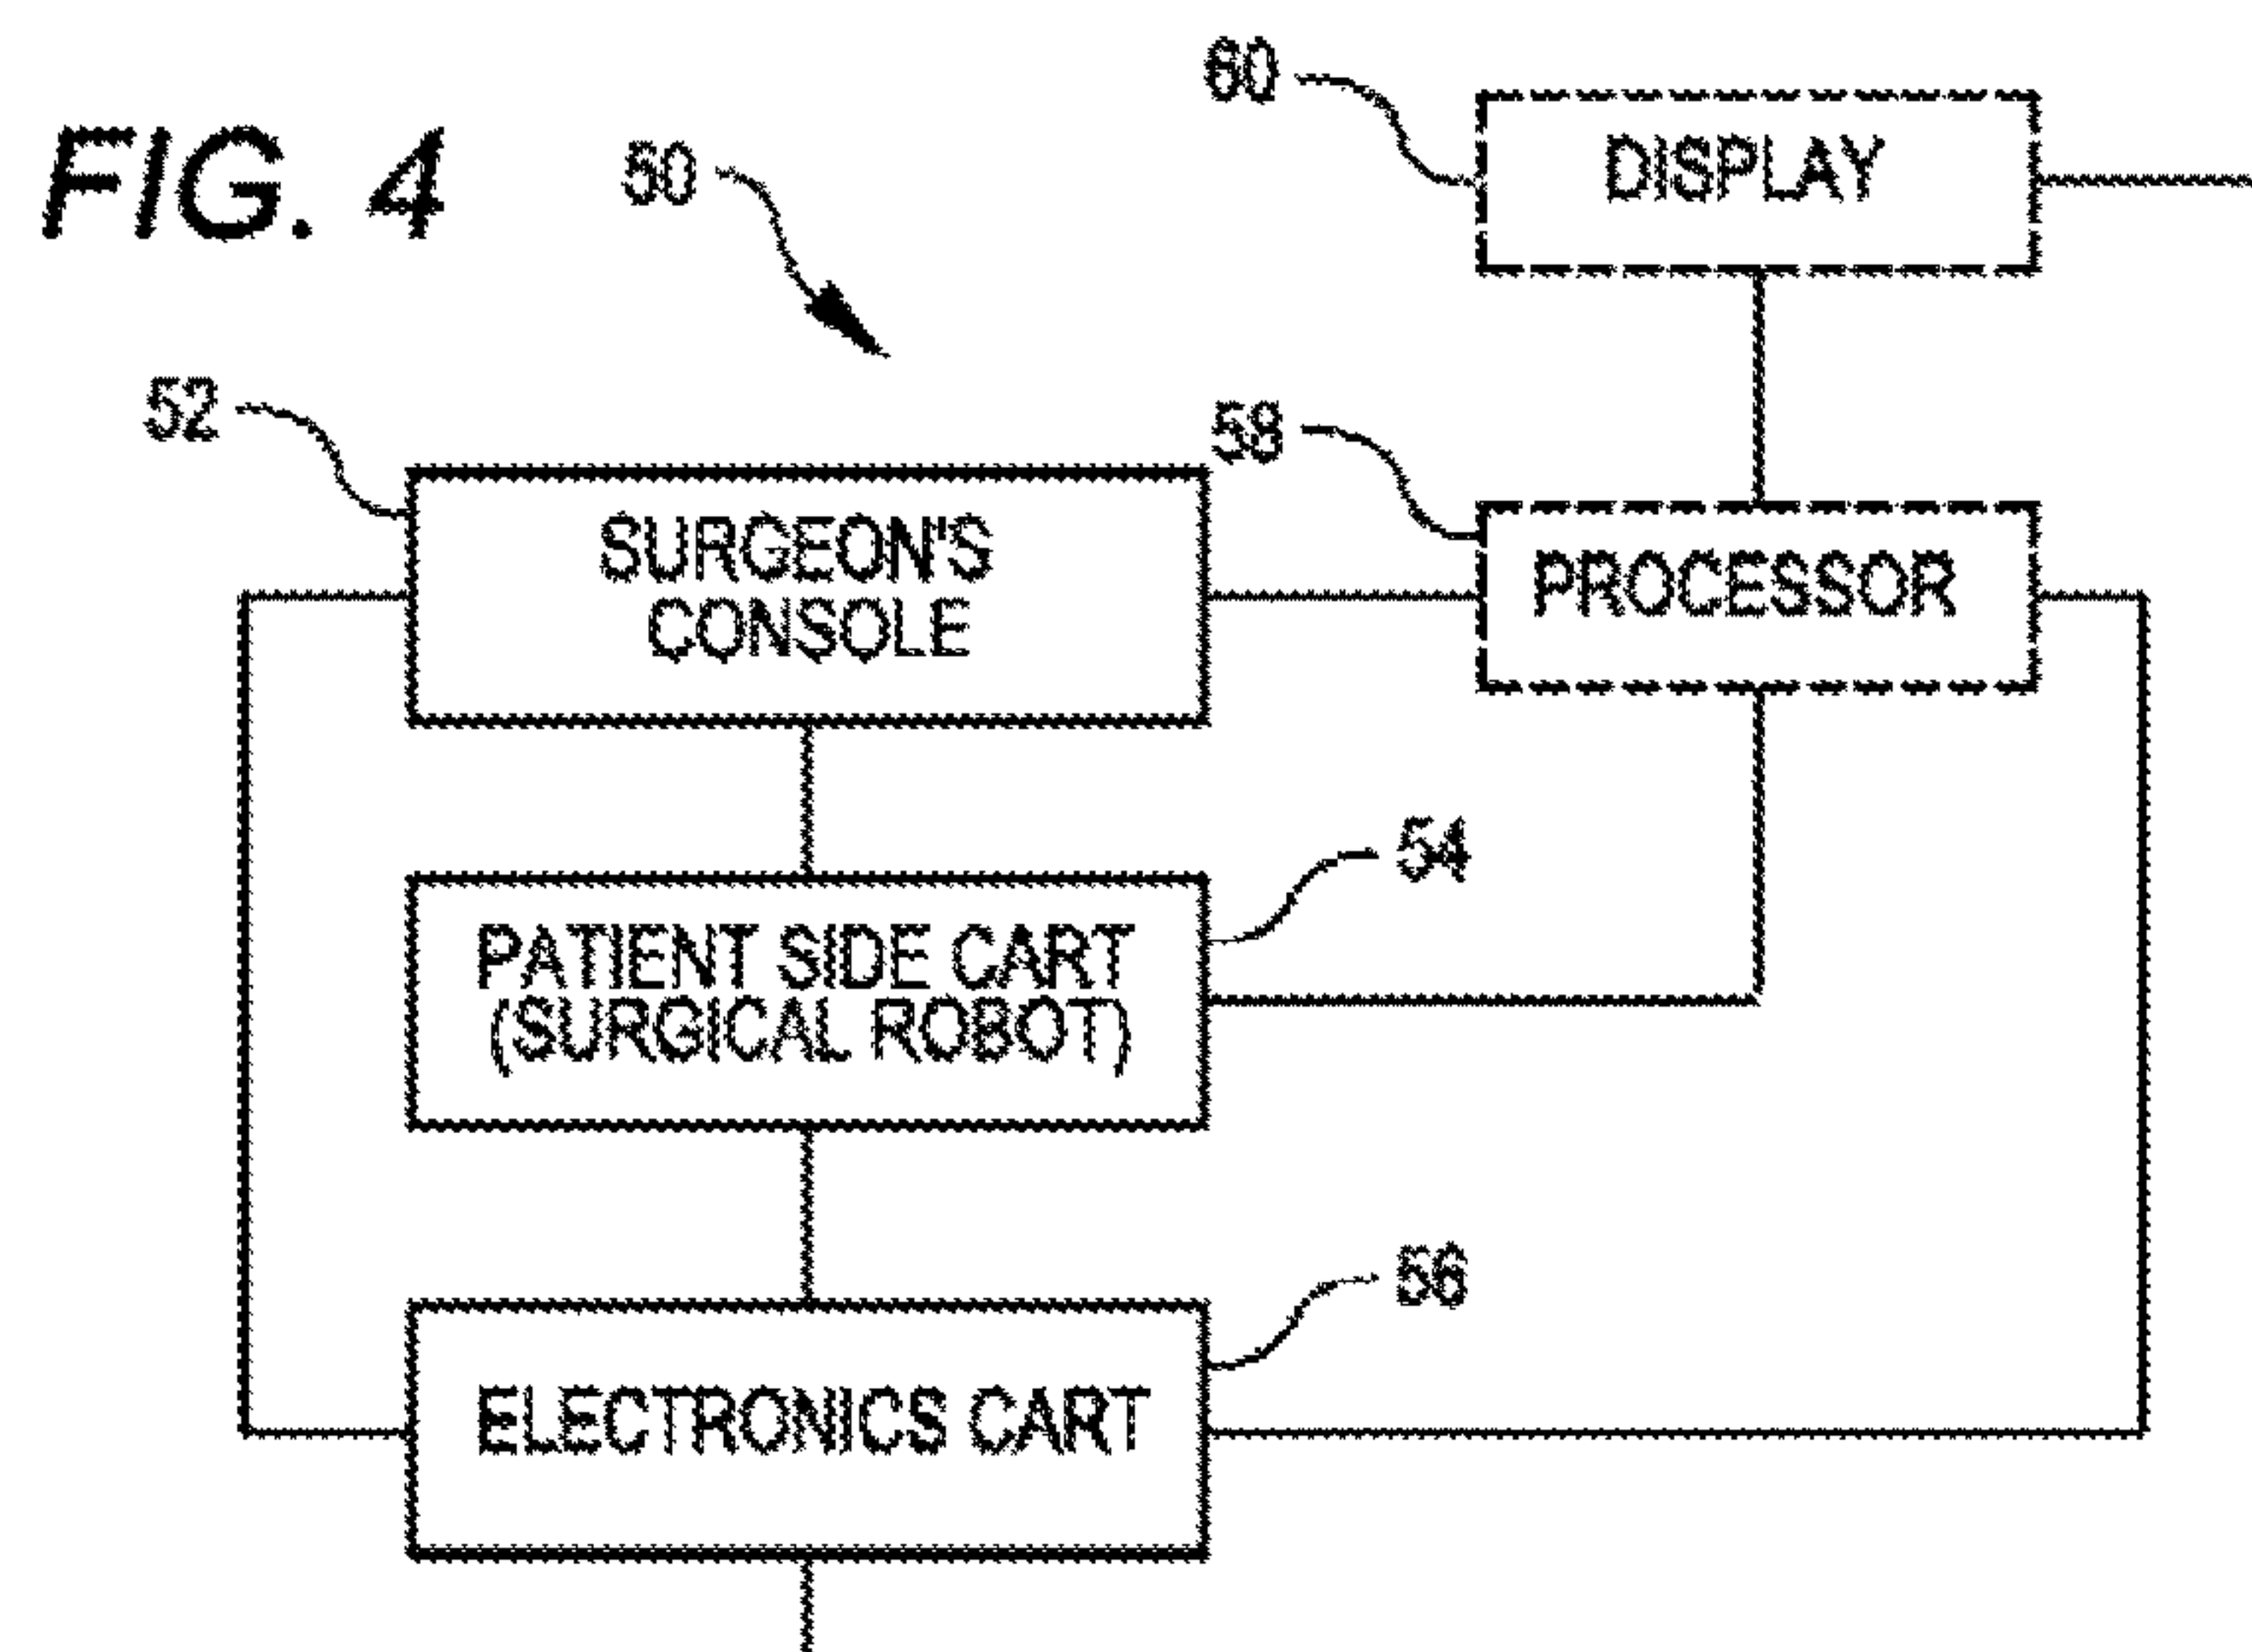 FIG. 4
50
60
DISPLAY
52
58
SURGEON'S
CONSOLE
PROCESSOR
54
PATIENT SIDE CART
(SURGICAL ROBOT)
56
ELECTRONICS CART